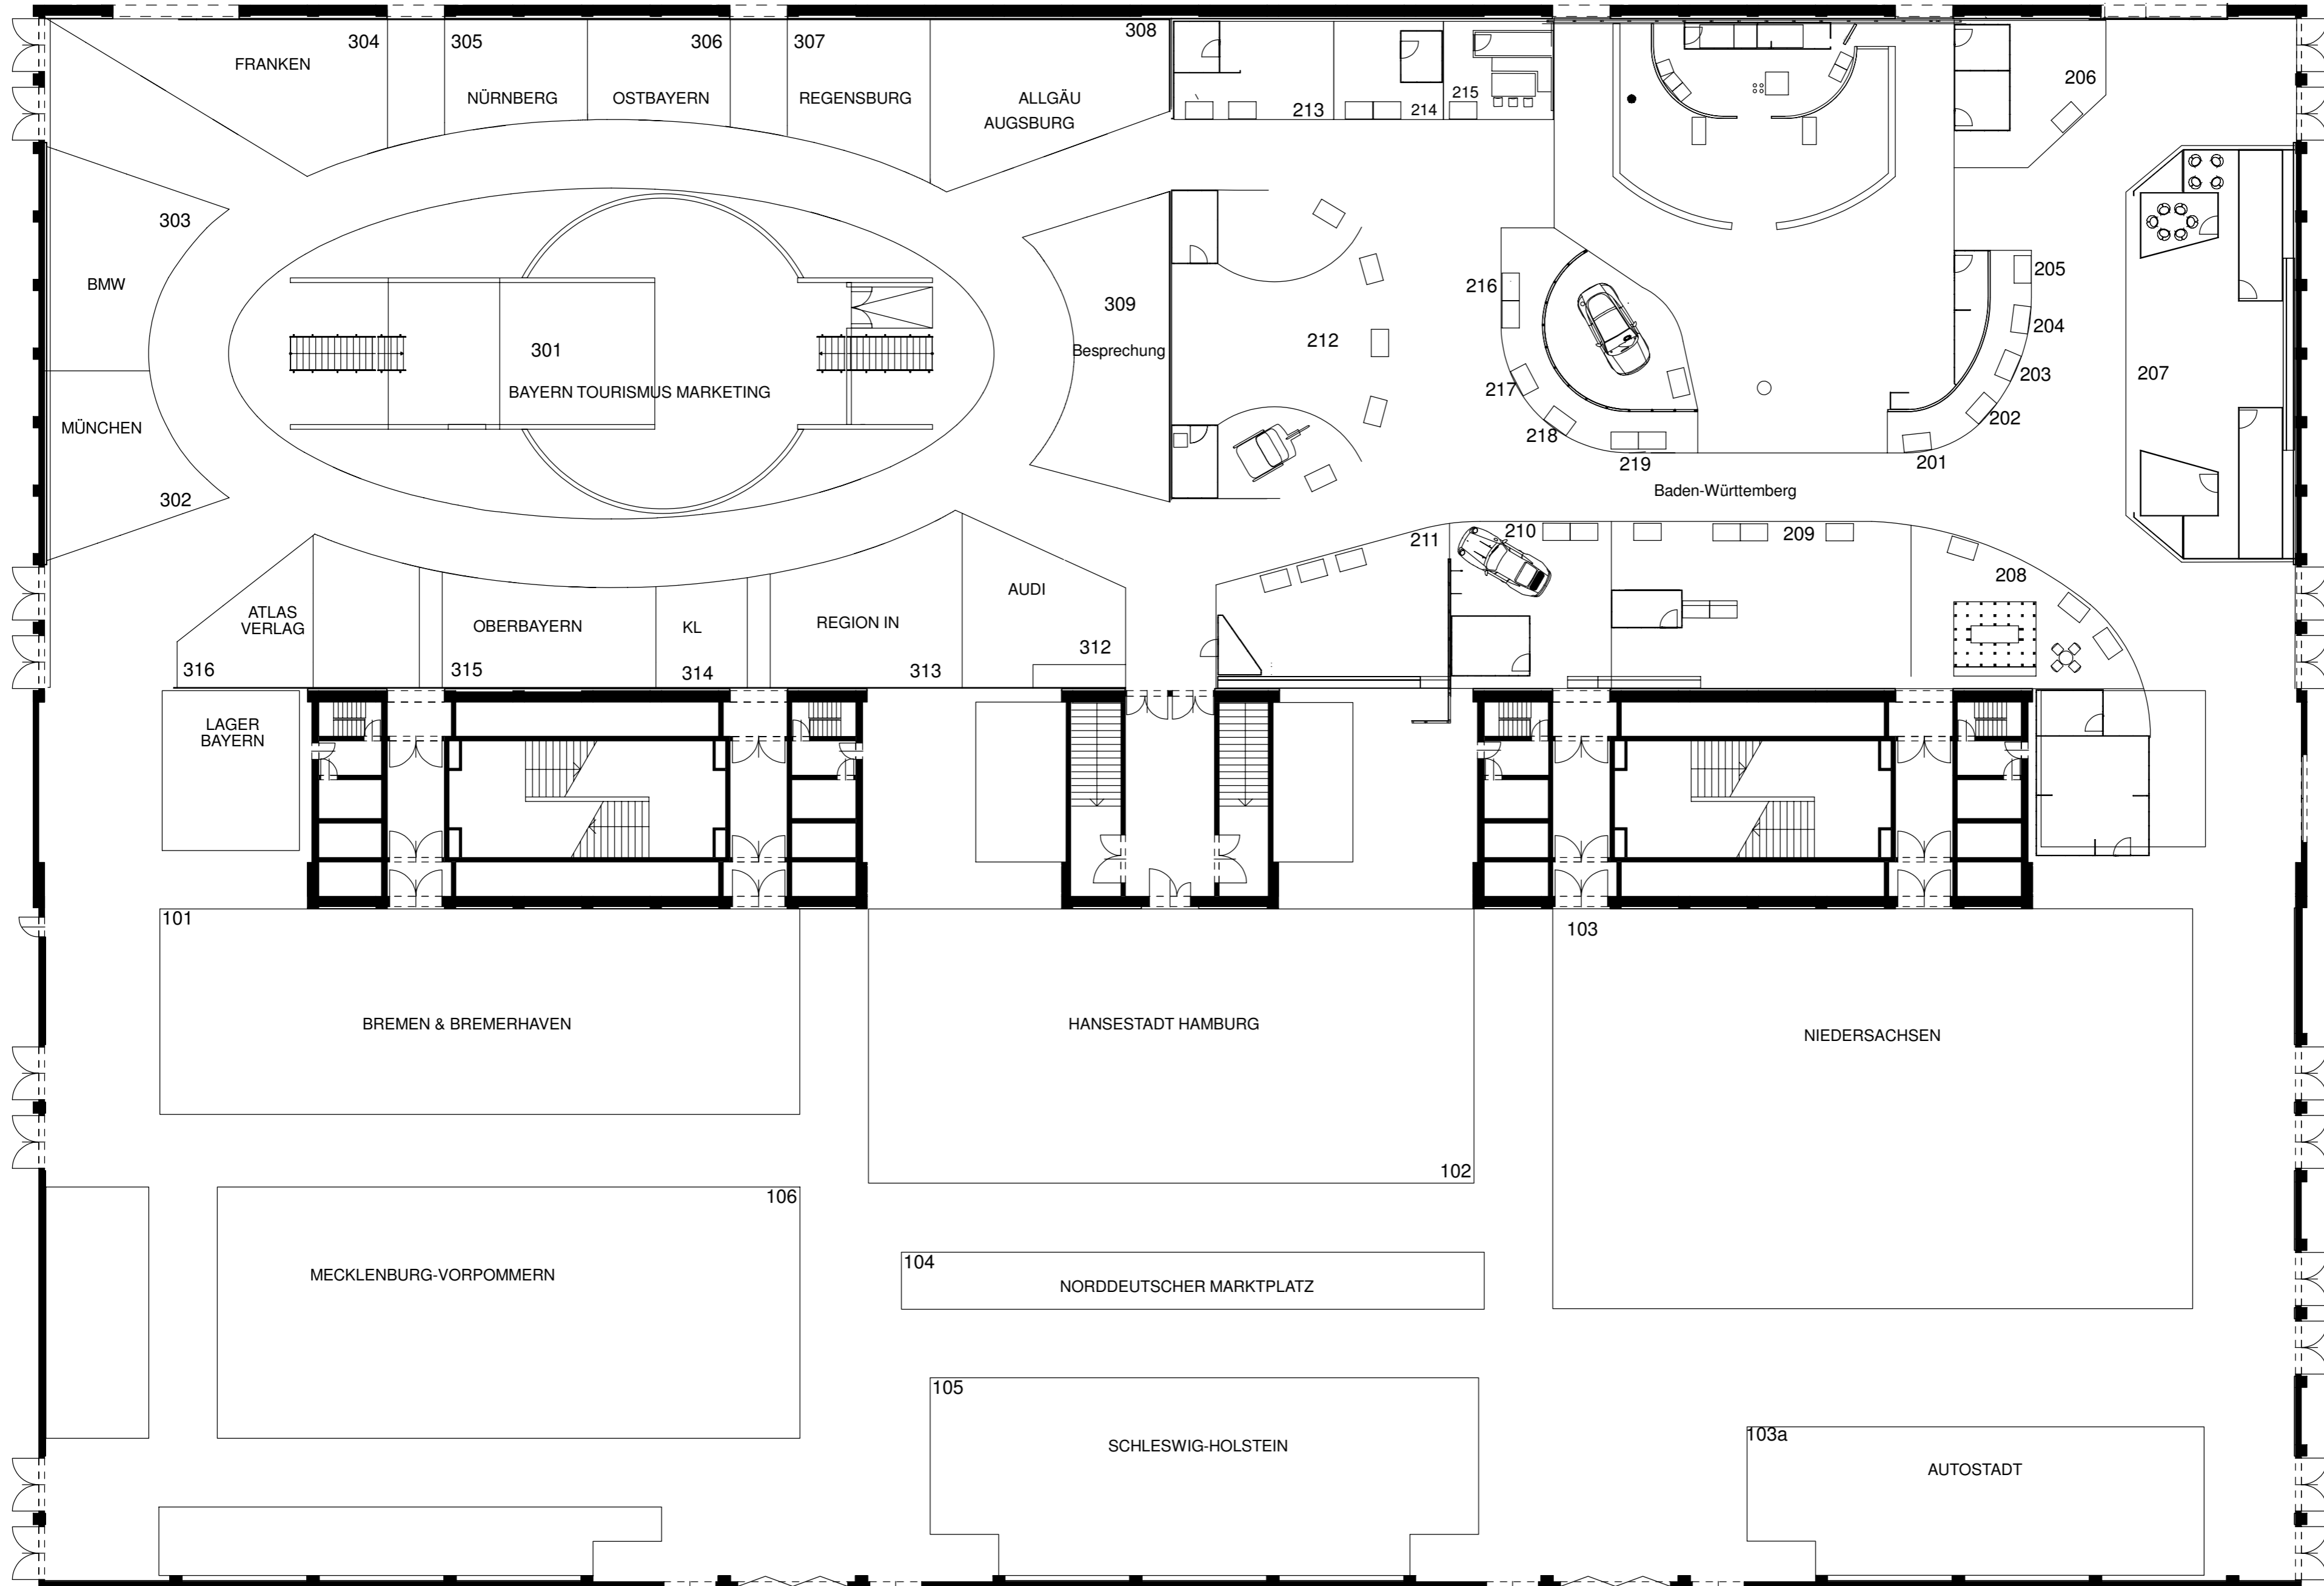 304
305
306
307
308
FRANKEN
NÜRNBERG
OSTBAYERN
REGENSBURG
ALLGÄU
AUGSBURG
213
214
215
206
303
BMW
MÜNCHEN
302
301
BAYERN TOURISMUS MARKETING
309
Besprechung
212
216
217
218
219
205
204
203
202
201
207
Baden-Württemberg
211
210
209
208
ATLAS
VERLAG
316
OBERBAYERN
315
KL
314
REGION IN
313
AUDI
312
LAGER
BAYERN
101
BREMEN & BREMERHAVEN
HANSESTADT HAMBURG
102
103
NIEDERSACHSEN
106
MECKLENBURG-VORPOMMERN
104
NORDDEUTSCHER MARKTPLATZ
105
SCHLESWIG-HOLSTEIN
103a
AUTOSTADT